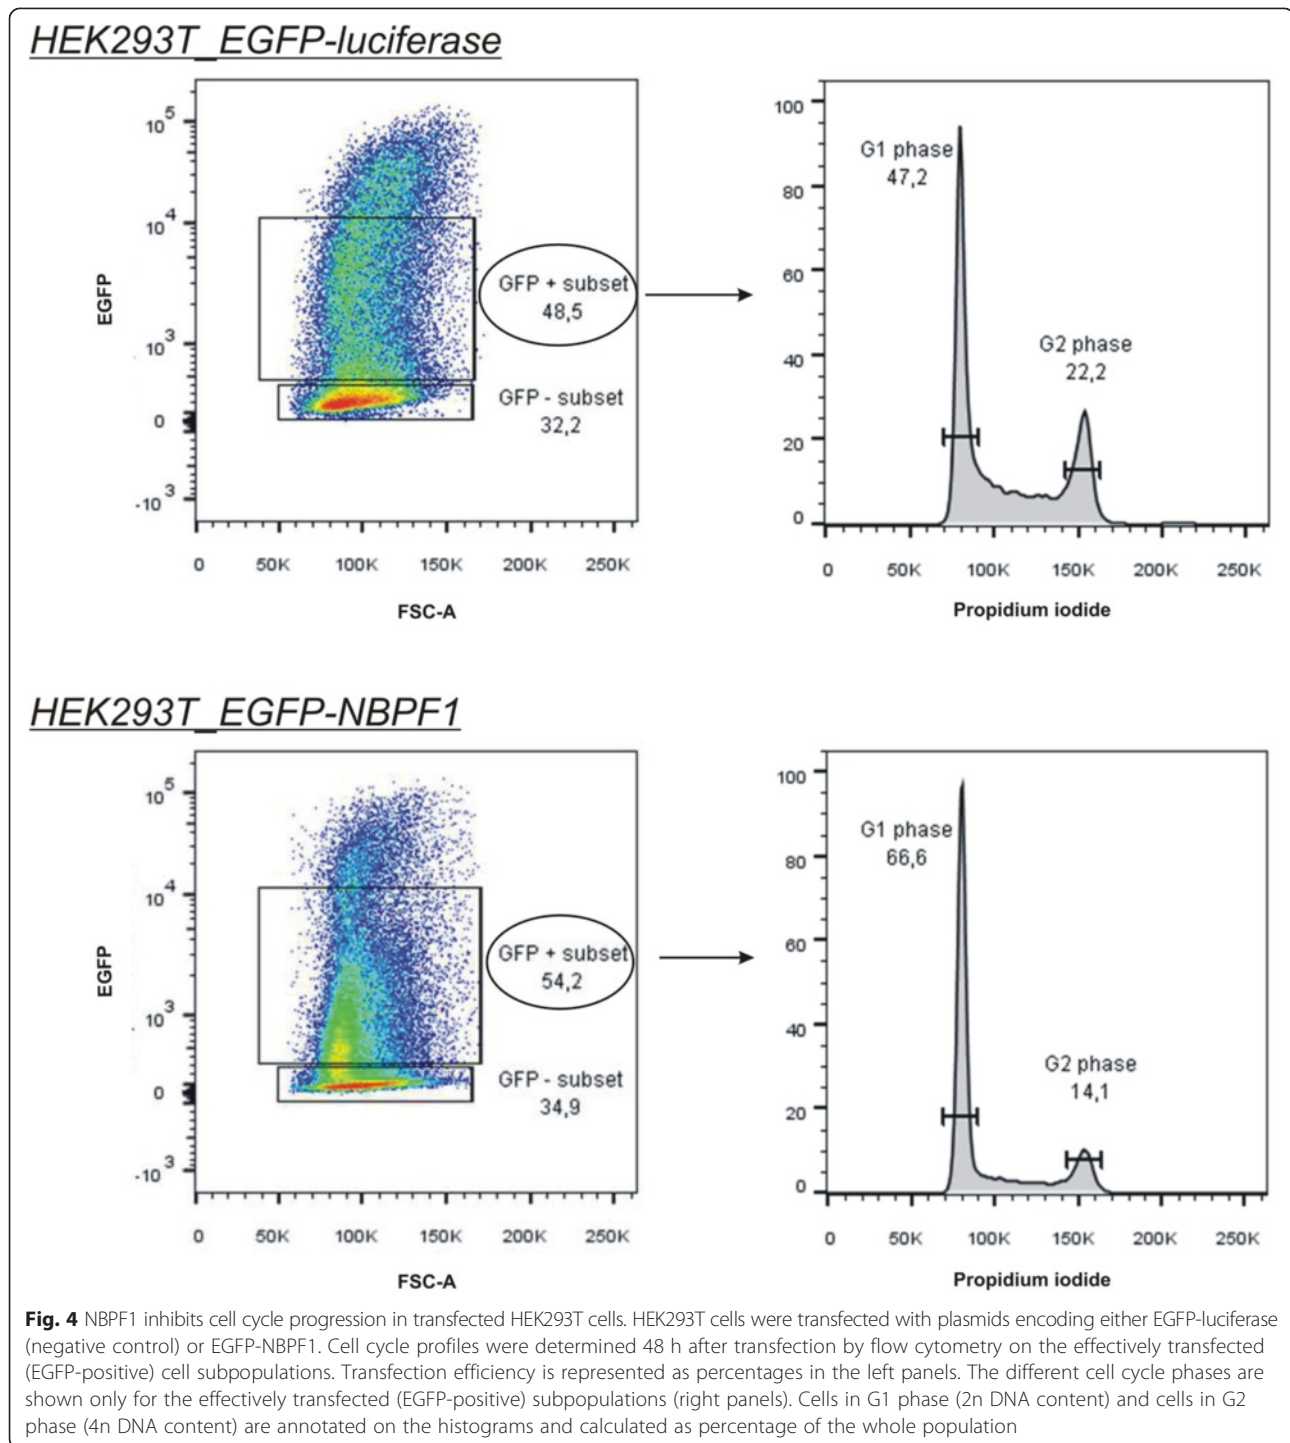 HEK293T_EGFP-luciferase
10^5
10^4
10^3
0
-10^3
EGFP
GFP + subset
48,5
GFP - subset
32,2
0 50K 100K 150K 200K 250K
FSC-A
100
80
60
40
20
0
G1 phase
47,2
G2 phase
22,2
0 50K 100K 150K 200K 250K
Propidium iodide
HEK293T_EGFP-NBPF1
10^5
10^4
10^3
0
-10^3
EGFP
GFP + subset
54,2
GFP - subset
34,9
0 50K 100K 150K 200K 250K
FSC-A
100
80
60
40
20
0
G1 phase
66,6
G2 phase
14,1
0 50K 100K 150K 200K 250K
Propidium iodide
Fig. 4 NBPF1 inhibits cell cycle progression in transfected HEK293T cells. HEK293T cells were transfected with plasmids encoding either EGFP-luciferase
(negative control) or EGFP-NBPF1. Cell cycle profiles were determined 48 h after transfection by flow cytometry on the effectively transfected
(EGFP-positive) cell subpopulations. Transfection efficiency is represented as percentages in the left panels. The different cell cycle phases are
shown only for the effectively transfected (EGFP-positive) subpopulations (right panels). Cells in G1 phase (2n DNA content) and cells in G2
phase (4n DNA content) are annotated on the histograms and calculated as percentage of the whole population